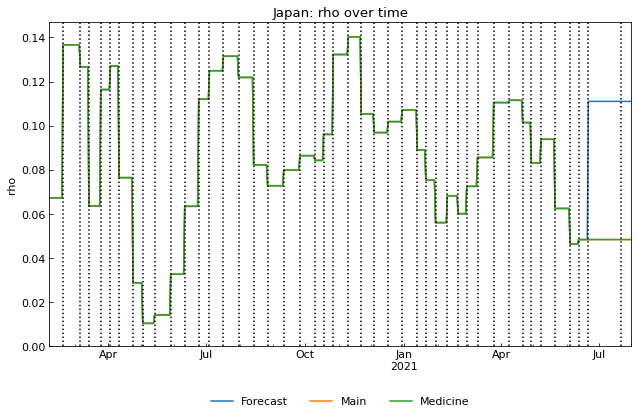 Japan: rho over time
0.14
0.12
0.10
0.08
0.06
0.04
0.02
0.00
rho
Apr Jul Oct Jan Apr Jul
2021
Forecast Main Medicine